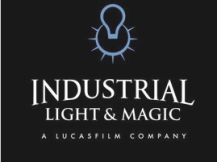 INDUSTRIAL
LIGHT & MAGIC
A LUCASFILM COMPANY